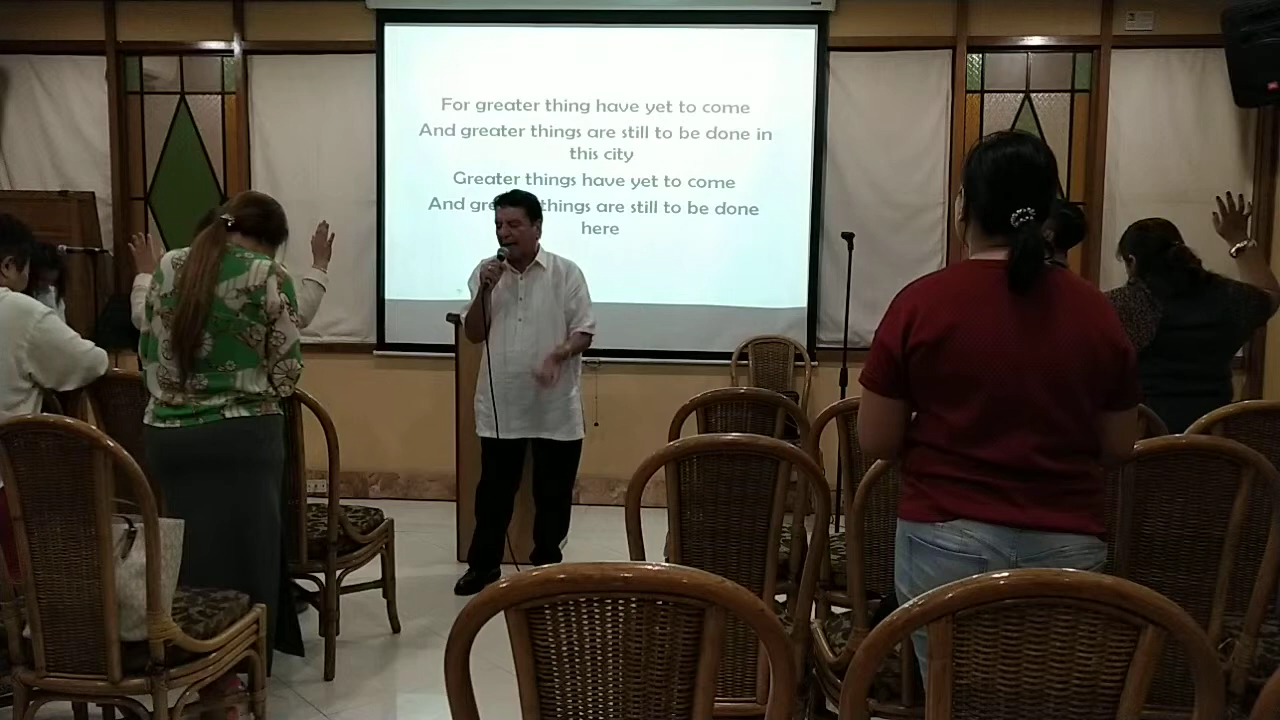 For greater thing have yet to come
And greater things are still to be done in
this city
Greater things have yet to come
And things are still to be done
here